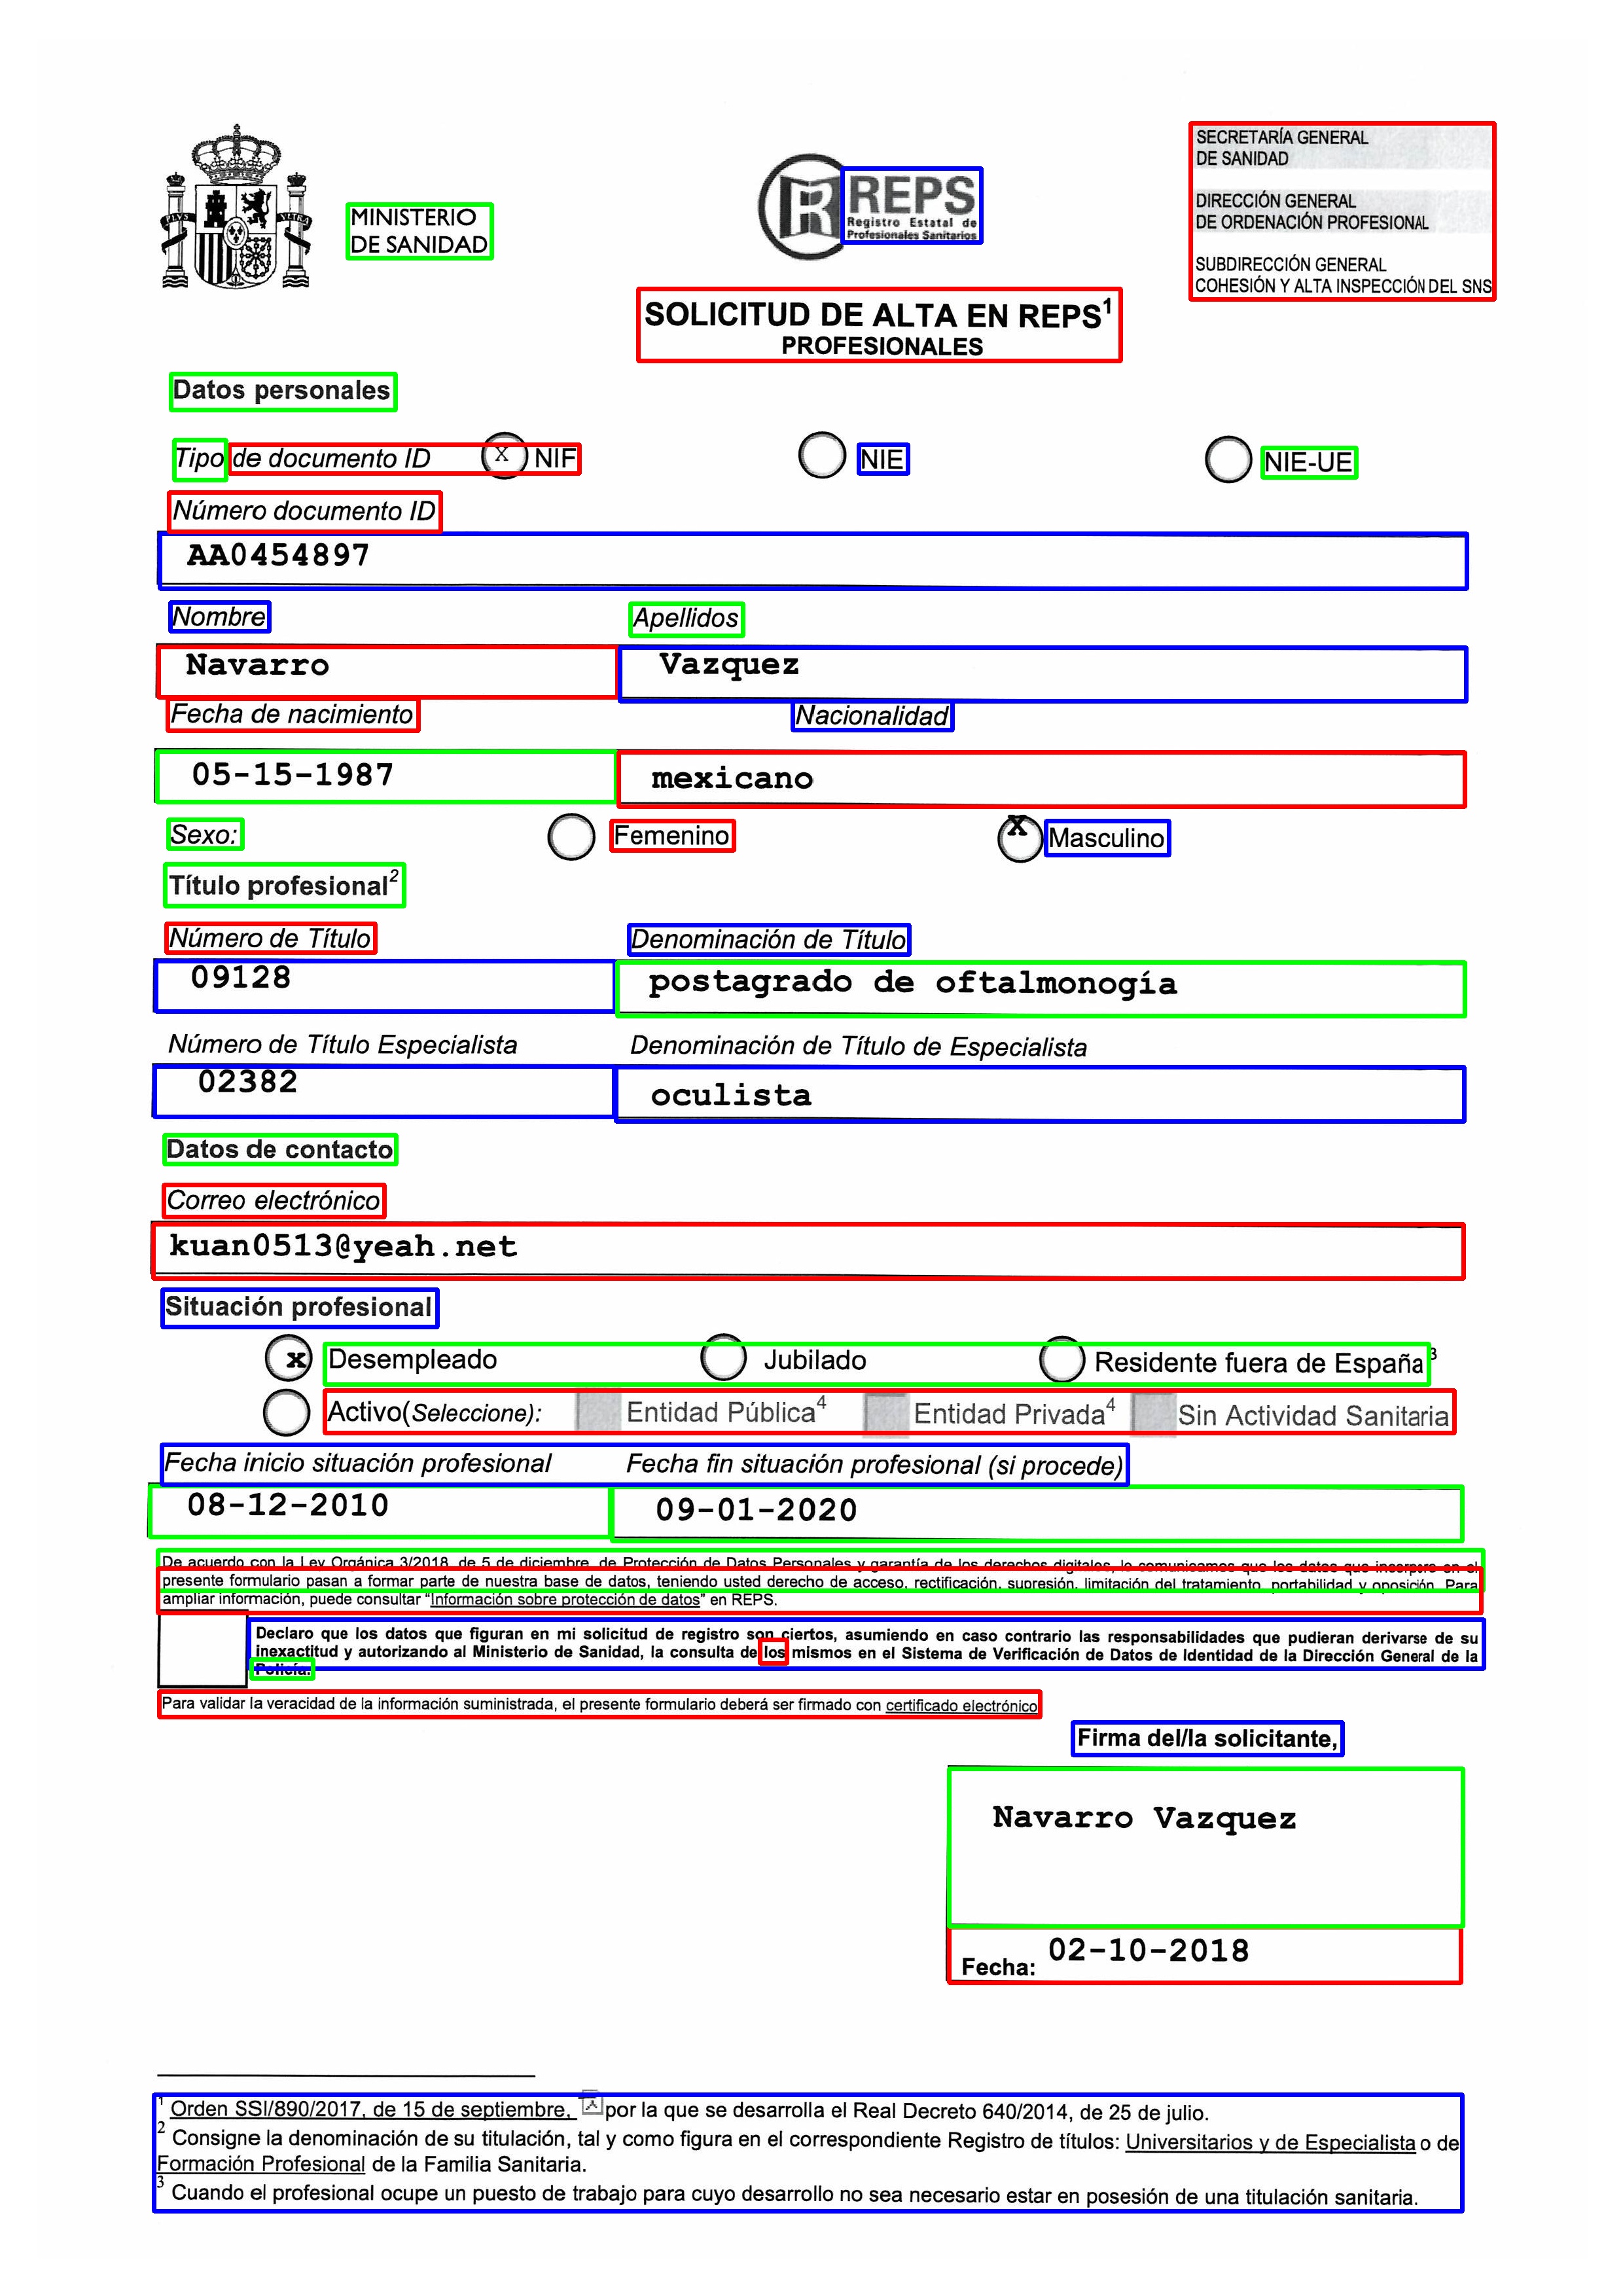 SECRETARÍA GENERAL
DE SANIDAD
DIRECCIÓN GENERAL
DE ORDENACIÓN PROFESIONAL
SUBDIRECCIÓN GENERAL
COHESIÓN Y ALTA INSPECCIÓN DEL SNS
PLVS VLTRA
MINISTERIO
DE SANIDAD
REPS
Registro Estatal de
Profesionales Sanitarios
SOLICITUD DE ALTA EN REPS¹
PROFESIONALES
Datos personales
Tipo de documento ID X NIF NIE NIE-UE
Número documento ID
AA0454897
Nombre Apellidos
Navarro Vazquez
Fecha de nacimiento Nacionalidad
05-15-1987 mexicano
Sexo: Femenino X Masculino
Título profesional²
Número de Título Denominación de Título
09128 postagrado de oftalmonogía
Número de Título Especialista Denominación de Título de Especialista
02382 oculista
Datos de contacto
Correo electrónico
kuan0513@yeah.net
Situación profesional
x Desempleado Jubilado Residente fuera de España³
Activo(Seleccione): Entidad Pública⁴ Entidad Privada⁴ Sin Actividad Sanitaria
Fecha inicio situación profesional Fecha fin situación profesional (si procede)
08-12-2010 09-01-2020
De acuerdo con la Ley Orgánica 3/2018, de 5 de diciembre, de Protección de Datos Personales y garantía de los derechos digitales, le comunicamos que los datos que incorpore en el
presente formulario pasan a formar parte de nuestra base de datos, teniendo usted derecho de acceso, rectificación, supresión, limitación del tratamiento, portabilidad y oposición. Para
ampliar información, puede consultar "Información sobre protección de datos" en REPS.
Declaro que los datos que figuran en mi solicitud de registro son ciertos, asumiendo en caso contrario las responsabilidades que pudieran derivarse de su
inexactitud y autorizando al Ministerio de Sanidad, la consulta de los mismos en el Sistema de Verificación de Datos de Identidad de la Dirección General de la
Policía.
Para validar la veracidad de la información suministrada, el presente formulario deberá ser firmado con certificado electrónico
Firma del/la solicitante,
Navarro Vazquez
Fecha: 02-10-2018
¹ Orden SSI/890/2017, de 15 de septiembre, por la que se desarrolla el Real Decreto 640/2014, de 25 de julio.
² Consigne la denominación de su titulación, tal y como figura en el correspondiente Registro de títulos: Universitarios y de Especialista o de
Formación Profesional de la Familia Sanitaria.
³ Cuando el profesional ocupe un puesto de trabajo para cuyo desarrollo no sea necesario estar en posesión de una titulación sanitaria.